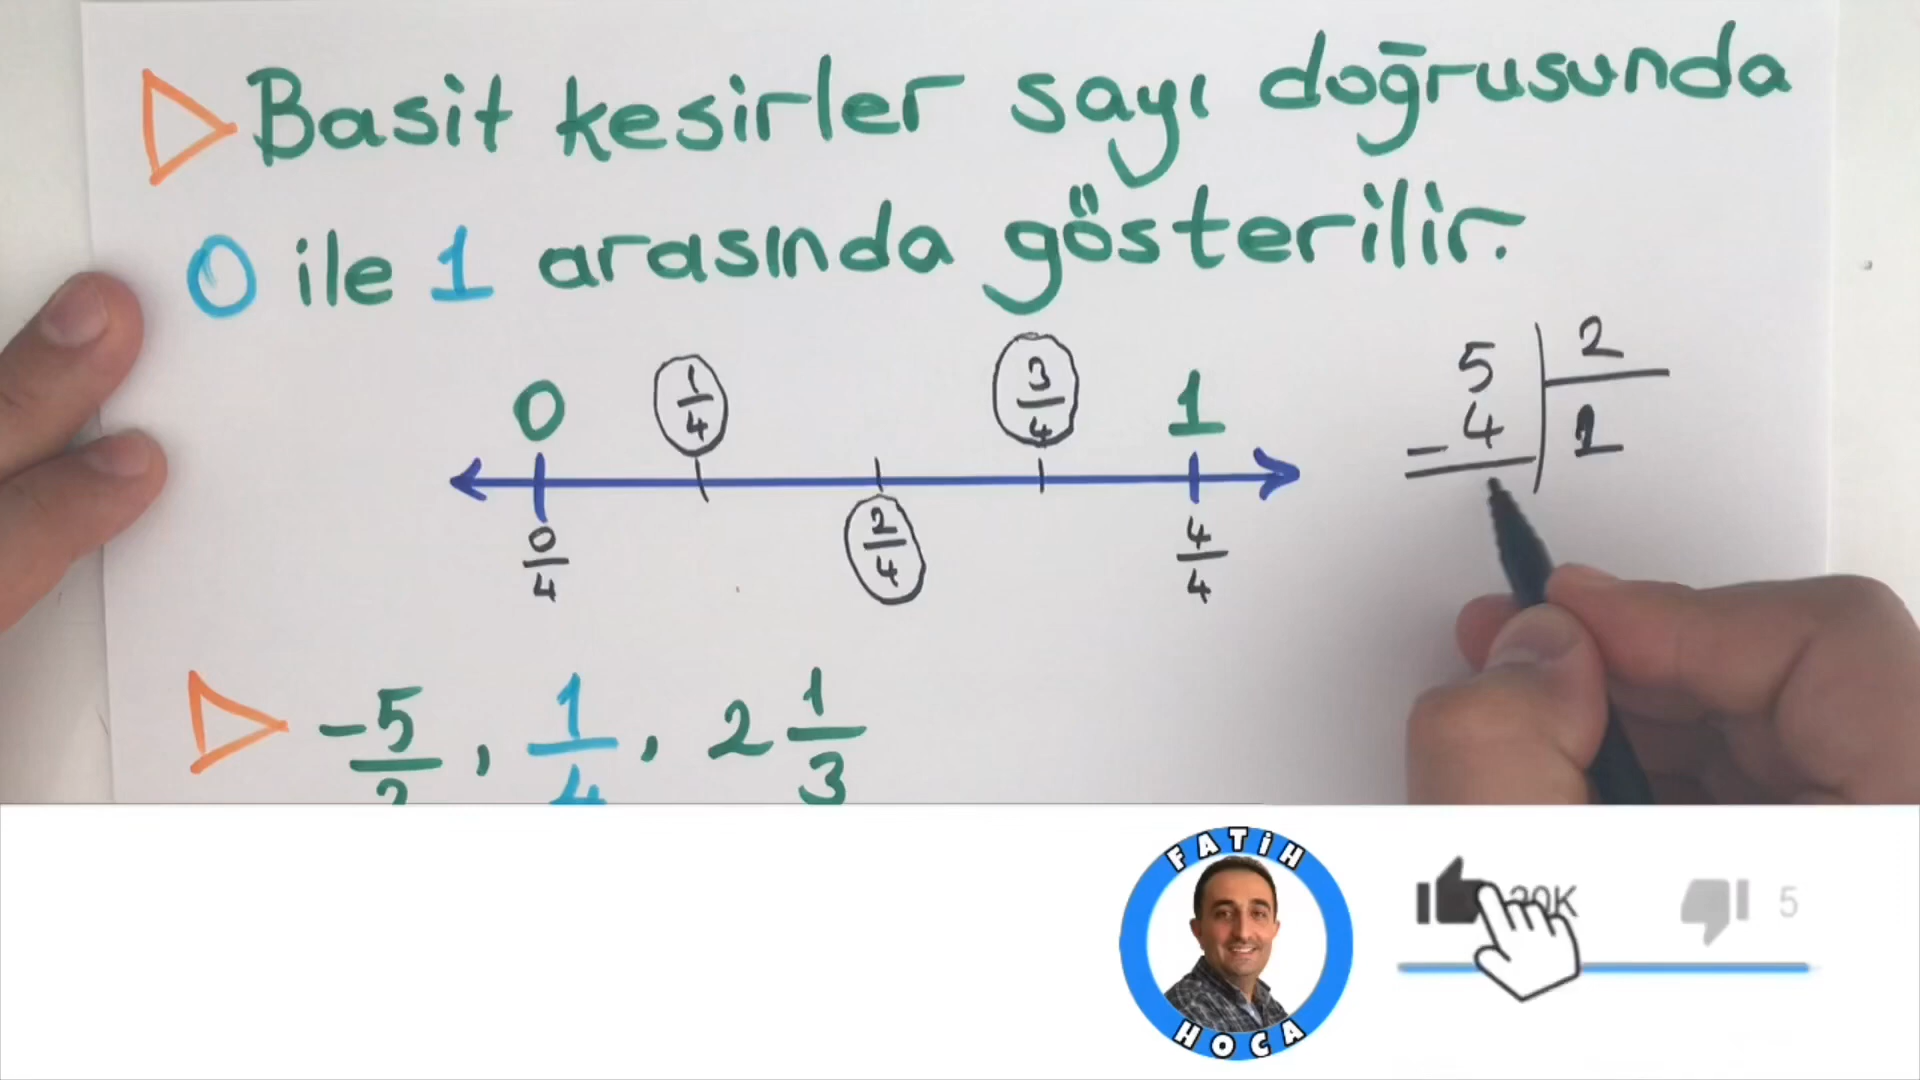 ▷ Basit kesirler sayı doğrusunda
0 ile 1 arasında gösterilir.
0 1/4 3/4 1
0/4 2/4 4/4
5 | 2
- 4 | 2
▷ -5/2, 1/4, 2 1/3
FATİH
HOCA
5